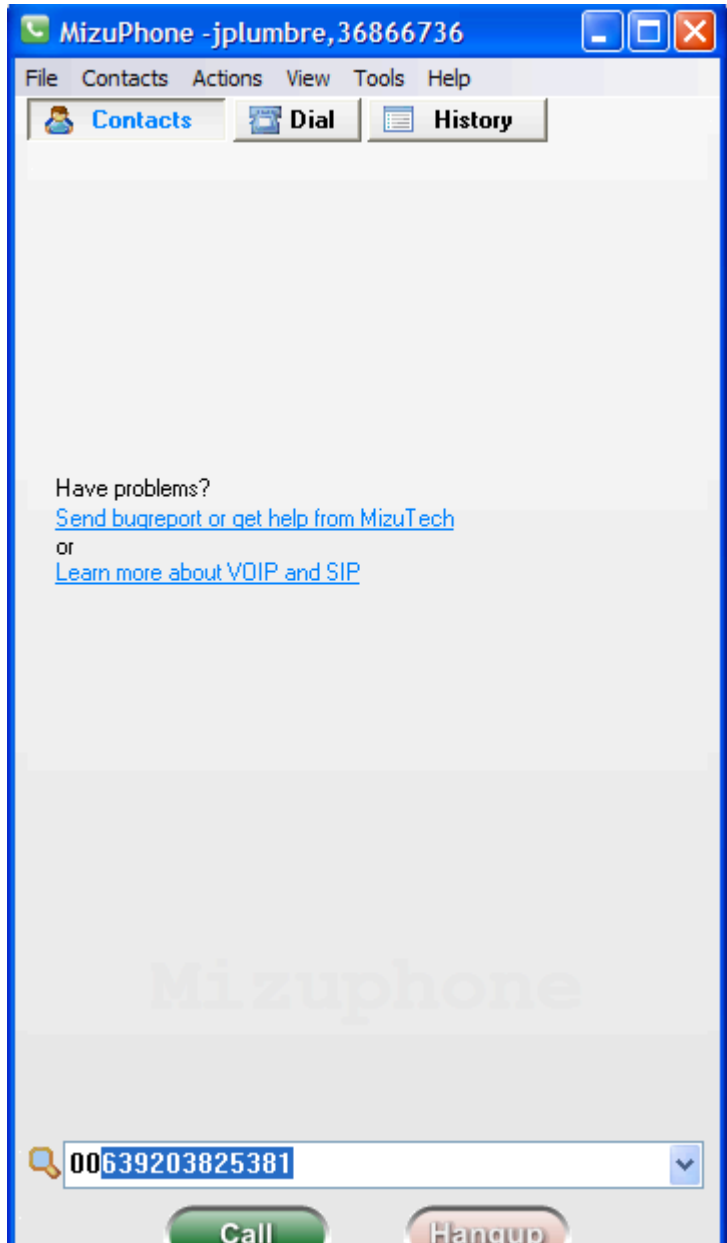 MizuPhone -jplumbre,36866736
File Contacts Actions View Tools Help
Contacts Dial History
Have problems?
Send bugreport or get help from MizuTech
or
Learn more about VOIP and SIP
Mizuphone
00639203825381
Call Hangup